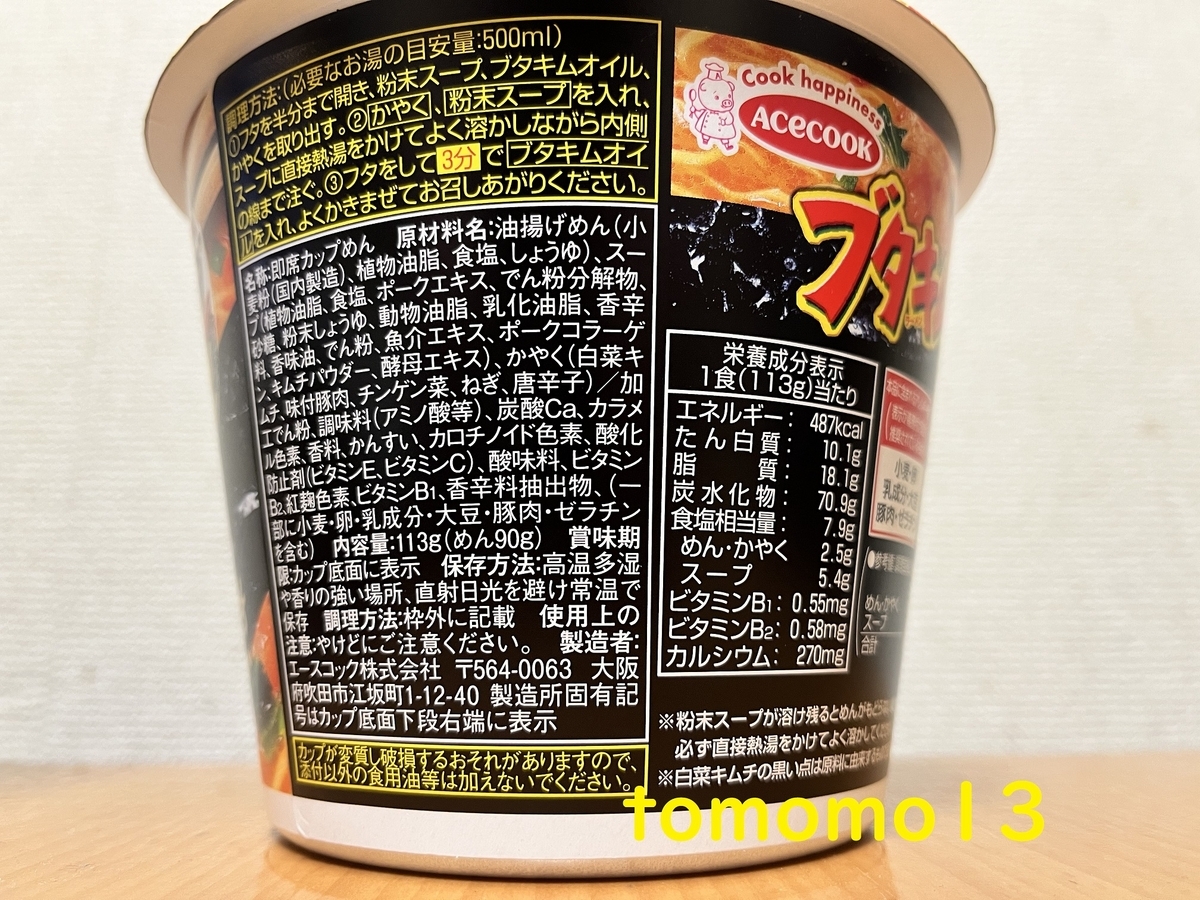 調理方法:(必要なお湯の目安量:500ml)
①フタを半分まで開き、粉末スープ、ブタキムオイル、
かやくを取り出す。②かやく、粉末スープを入れ、
スープに直接熱湯をかけてよく溶かしながら内側
の線まで注ぐ。③フタをして3分でブタキムオイ
ルを入れ、よくかきまぜてお召しあがりください。
名称:即席カップめん 原材料名:油揚げめん(小
麦粉(国内製造)、植物油脂、食塩、しょうゆ)、スー
プ(植物油脂、食塩、ポークエキス、でん粉分解物、
砂糖、粉末しょうゆ、動物油脂、乳化油脂、香辛
料、香味油、でん粉、魚介エキス、ポークコラーゲ
ン、キムチパウダー、酵母エキス)、かやく(白菜キ
ムチ、味付豚肉、チンゲン菜、ねぎ、唐辛子)/加
工でん粉、調味料(アミノ酸等)、炭酸Ca、カラメ
ル色素、香料、かんすい、カロチノイド色素、酸化
防止剤(ビタミンE、ビタミンC)、酸味料、ビタミン
B2、紅麹色素、ビタミンB1、香辛料抽出物、(一
部に小麦・卵・乳成分・大豆・豚肉・ゼラチン
を含む) 内容量:113g(めん90g) 賞味期
限:カップ底面に表示 保存方法:高温多湿
や香りの強い場所、直射日光を避け常温で
保存 調理方法:枠外に記載 使用上の
注意:やけどにご注意ください。 製造者:
エースコック株式会社 〒564-0063 大阪
府吹田市江坂町1-12-40 製造所固有記
号はカップ底面下段右端に表示
カップが変質し破損するおそれがありますので、
添付以外の食用油等は加えないでください。
Cook happiness
ACECOOK
ブタキ
栄養成分表示
1食(113g)当たり
エネルギー: 487kcal
たん白質: 10.1g
脂質: 18.1g
炭水化物: 70.9g
食塩相当量: 7.9g
めん・かやく 2.5g
スープ 5.4g
ビタミンB1: 0.55mg
ビタミンB2: 0.58mg
カルシウム: 270mg
小麦・卵
乳成分・大
豚肉・ゼラ
めん・かやく
スープ
合計
※粉末スープが溶け残るとめんがも
必ず直接熱湯をかけてよく溶かしてくだ
※白菜キムチの黒い点は原料に由来する
tomomo13